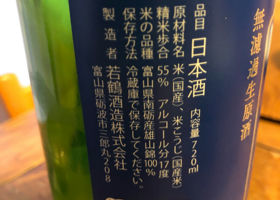 無濾過生原酒
品目 日本酒 内容量720ml
原材料名 米(国産)、米こうじ(国産米)
精米歩合 55% アルコール分17度
米の品種 富山県南砺産雄山錦100%
保存方法 冷蔵庫で保存してください。
製造者 若鶴酒造株式会社
富山県砺波市三郎丸208